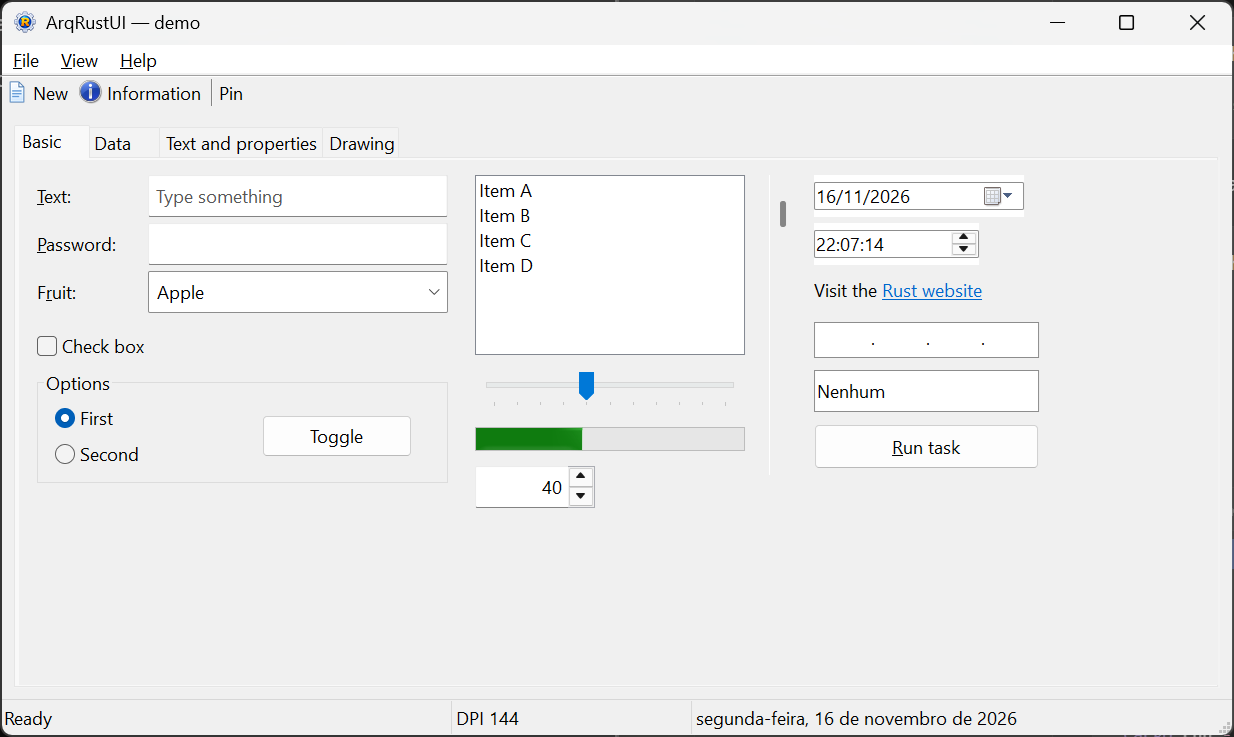 ArqRustUI — demo
File View Help
New Information Pin
Basic Data Text and properties Drawing
Text: Type something
Password:
Fruit: Apple
Check box
Options
First
Second
Toggle
Item A
Item B
Item C
Item D
40
16/11/2026
22:07:14
Visit the Rust website
. . .
Nenhum
Run task
Ready DPI 144 segunda-feira, 16 de novembro de 2026